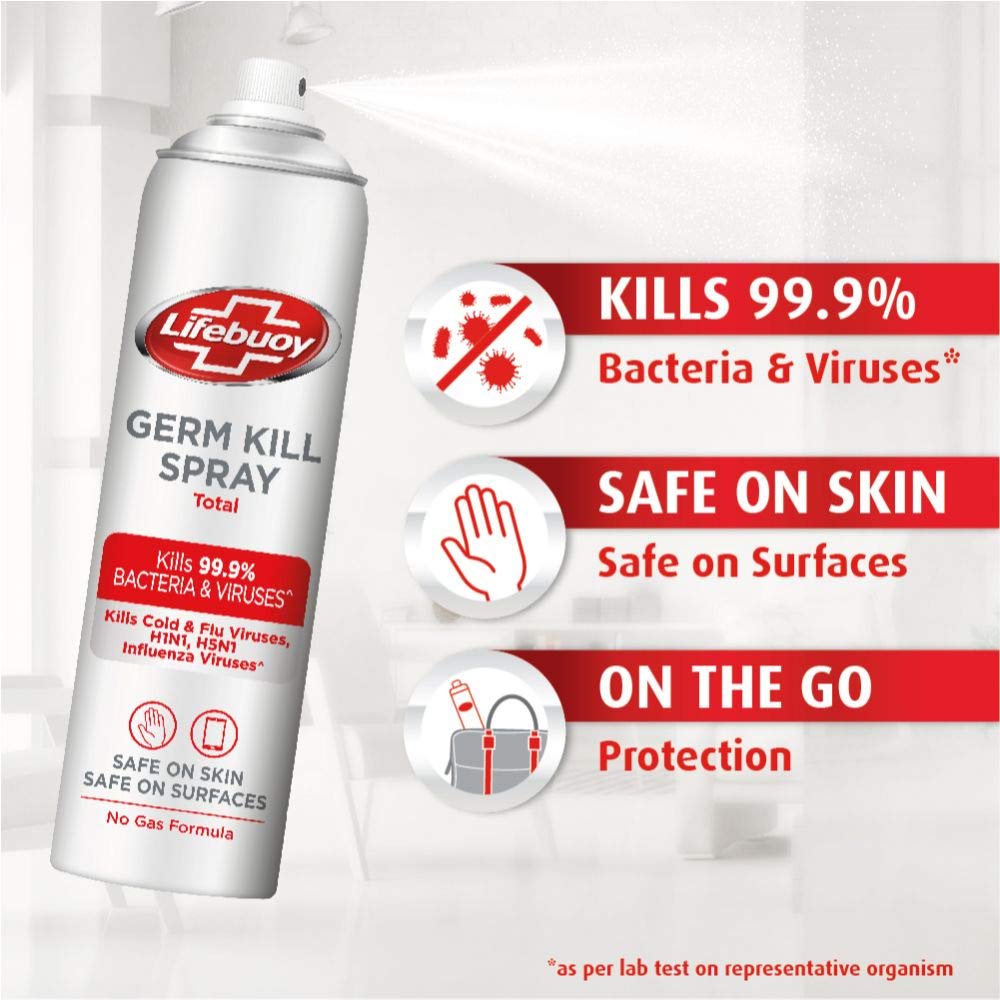 Lifebuoy
GERM KILL
SPRAY
Total
Kills 99.9%
BACTERIA & VIRUSES^
Kills Cold & Flu Viruses,
H1N1, H5N1
Influenza Viruses^
SAFE ON SKIN
SAFE ON SURFACES
No Gas Formula
KILLS 99.9%
Bacteria & Viruses*
SAFE ON SKIN
Safe on Surfaces
ON THE GO
Protection
*as per lab test on representative organism